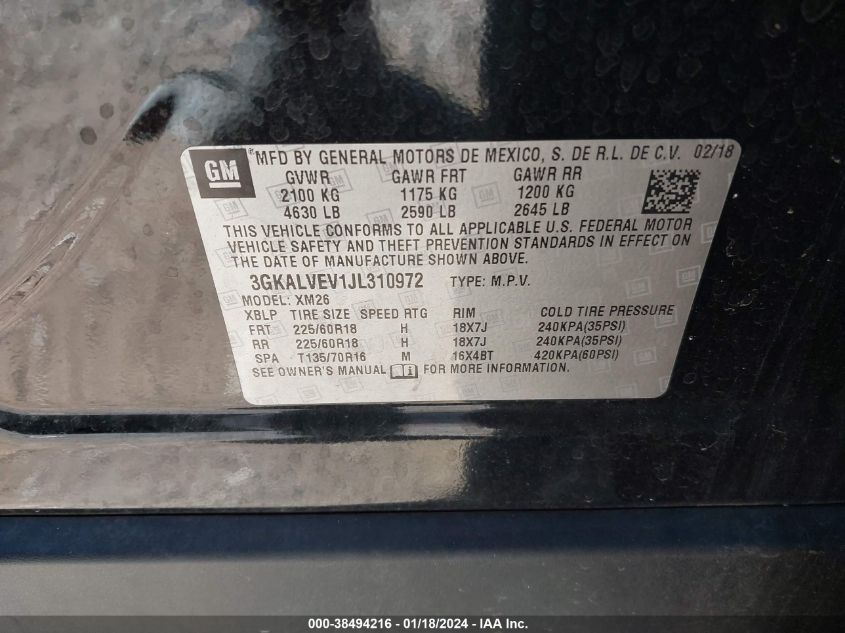 GM ® MFD BY GENERAL MOTORS DE MEXICO, S. DE R.L. DE C.V. 02/18
GVWR GAWR FRT GAWR RR
2100 KG 1175 KG 1200 KG
4630 LB 2590 LB 2645 LB
THIS VEHICLE CONFORMS TO ALL APPLICABLE U.S. FEDERAL MOTOR
VEHICLE SAFETY AND THEFT PREVENTION STANDARDS IN EFFECT ON
THE DATE OF MANUFACTURE SHOWN ABOVE.
3GKALVEV1JL310972 TYPE: M.P.V.
MODEL: XM26
XBLP TIRE SIZE SPEED RTG RIM COLD TIRE PRESSURE
FRT 225/60R18 H 18X7J 240KPA(35PSI)
RR 225/60R18 H 18X7J 240KPA(35PSI)
SPA T135/70R16 M 16X4BT 420KPA(60PSI)
SEE OWNER'S MANUAL FOR MORE INFORMATION.
000-38494216 - 01/18/2024 - IAA Holdings, LLC.